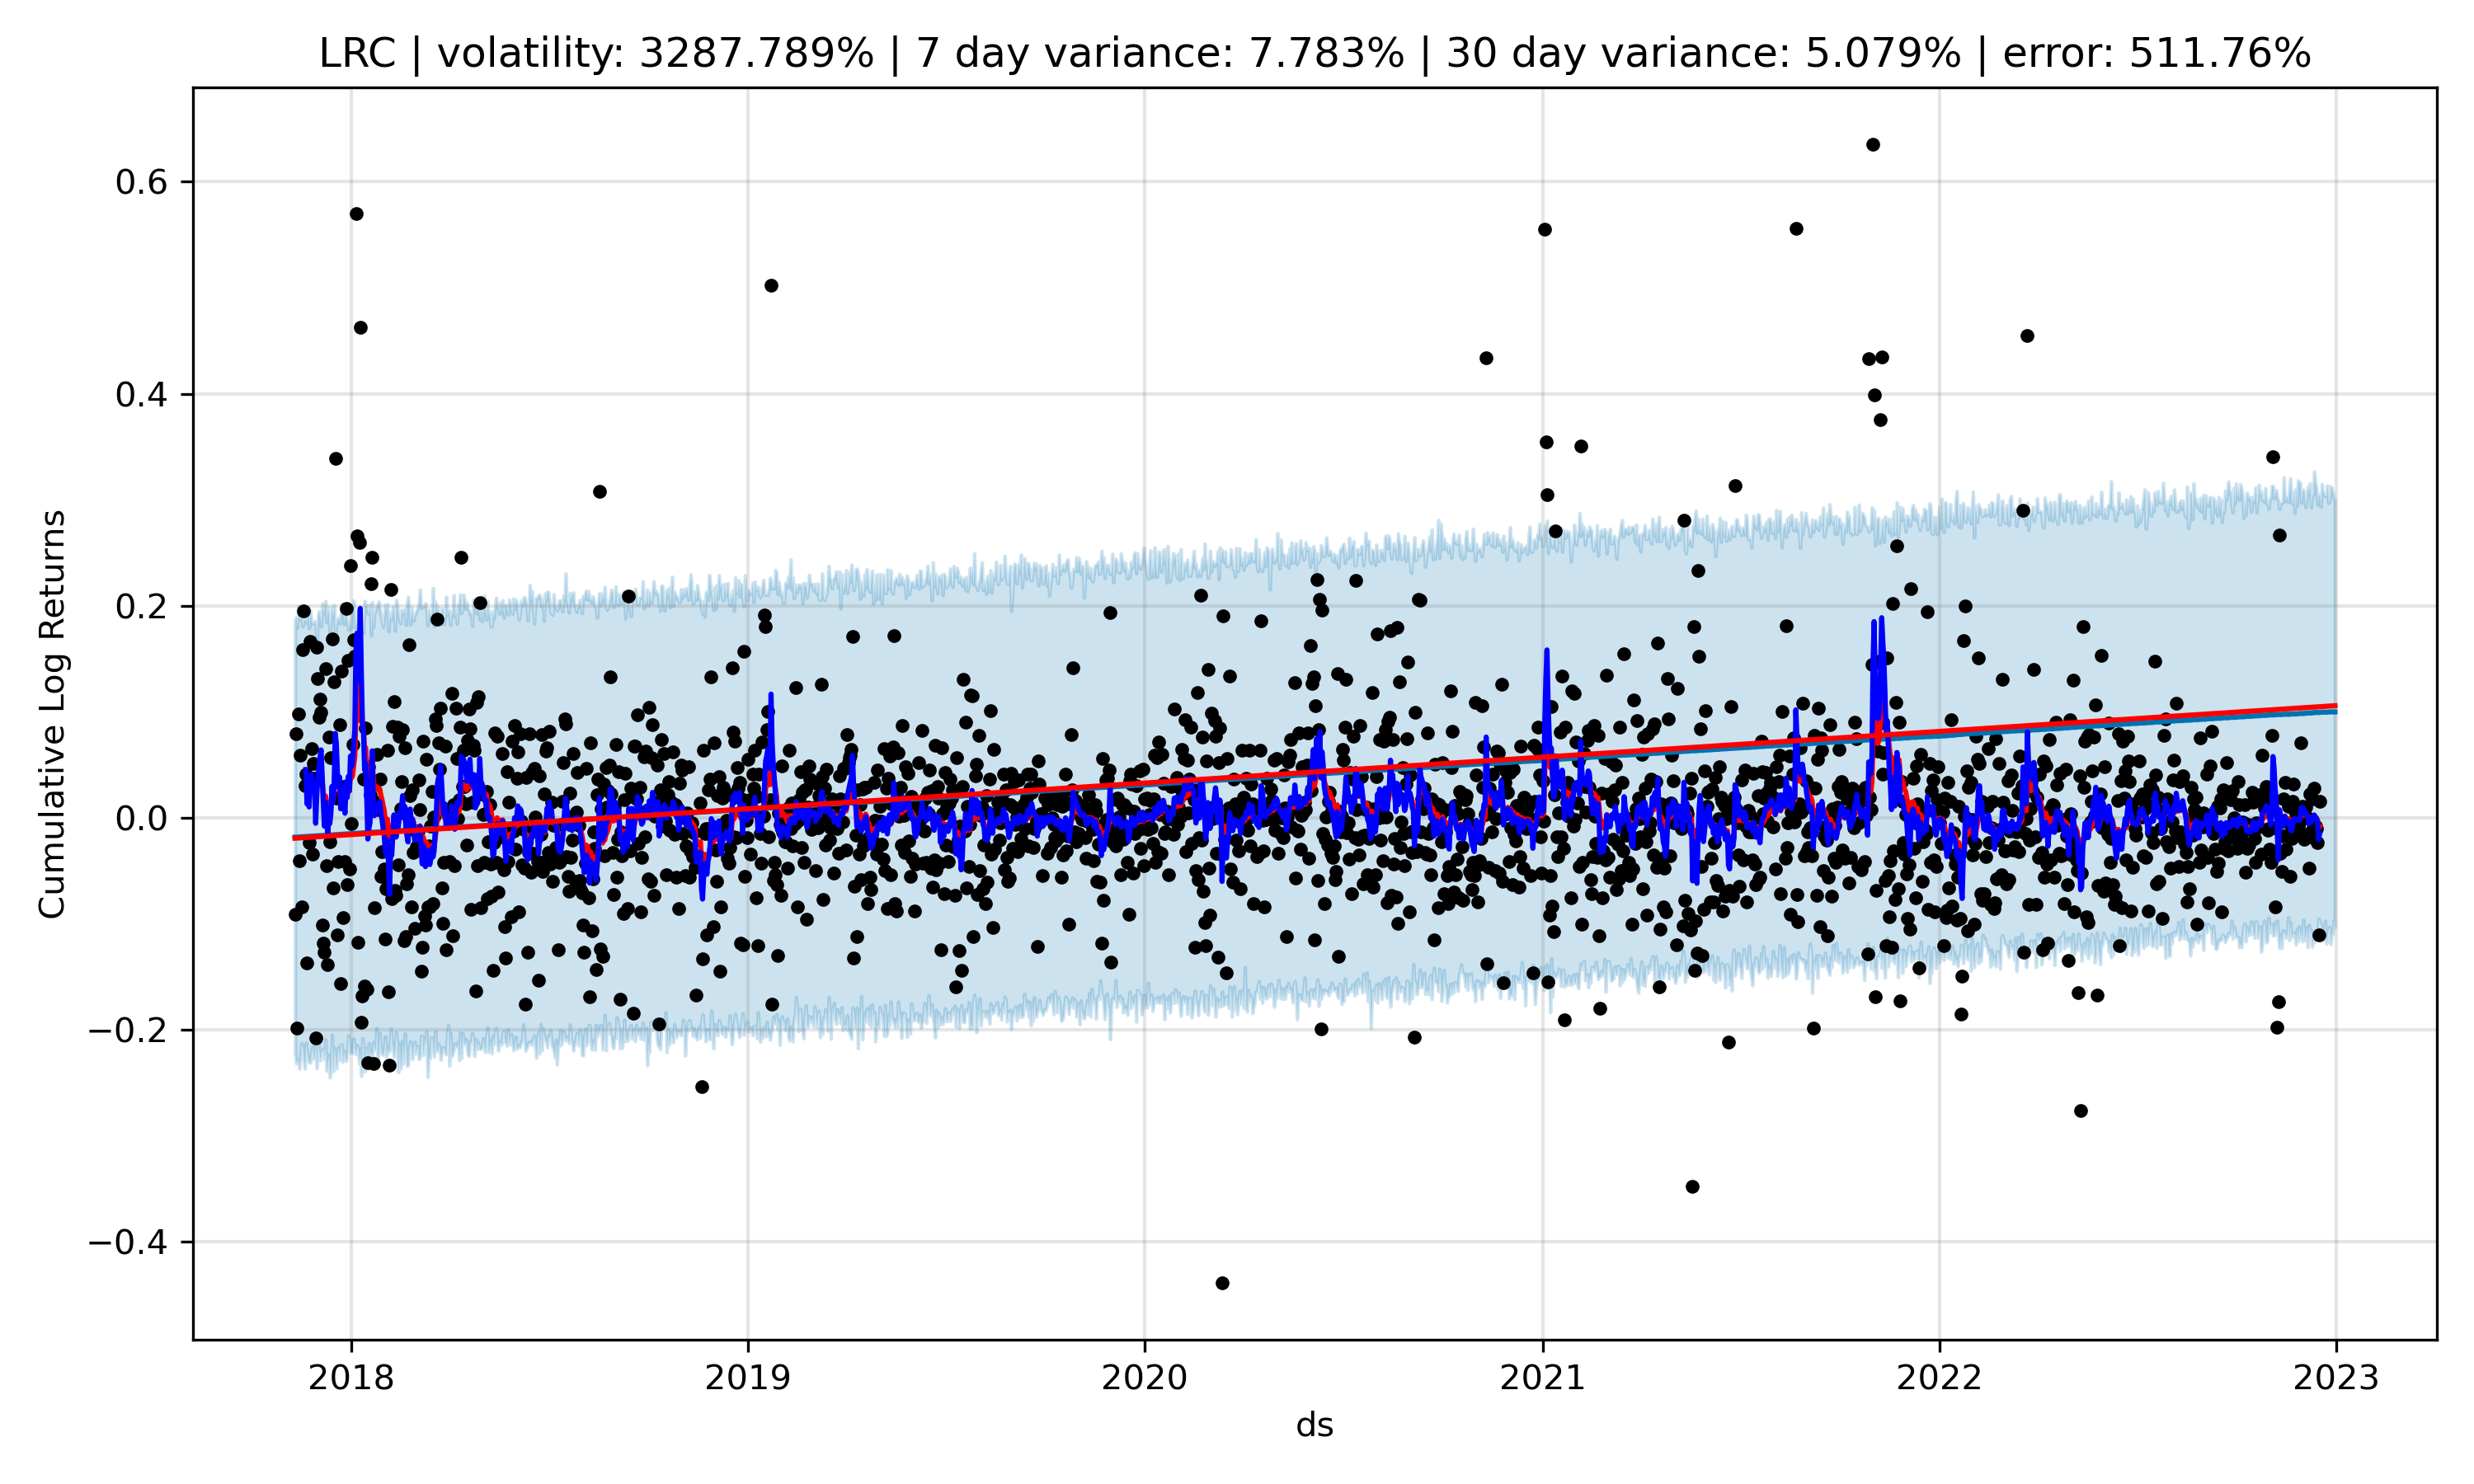 LRC | volatility: 3287.789% | 7 day variance: 7.783% | 30 day variance: 5.079% | error: 511.76%
Cumulative Log Returns
0.6
0.4
0.2
0.0
−0.2
−0.4
2018 2019 2020 2021 2022 2023
ds